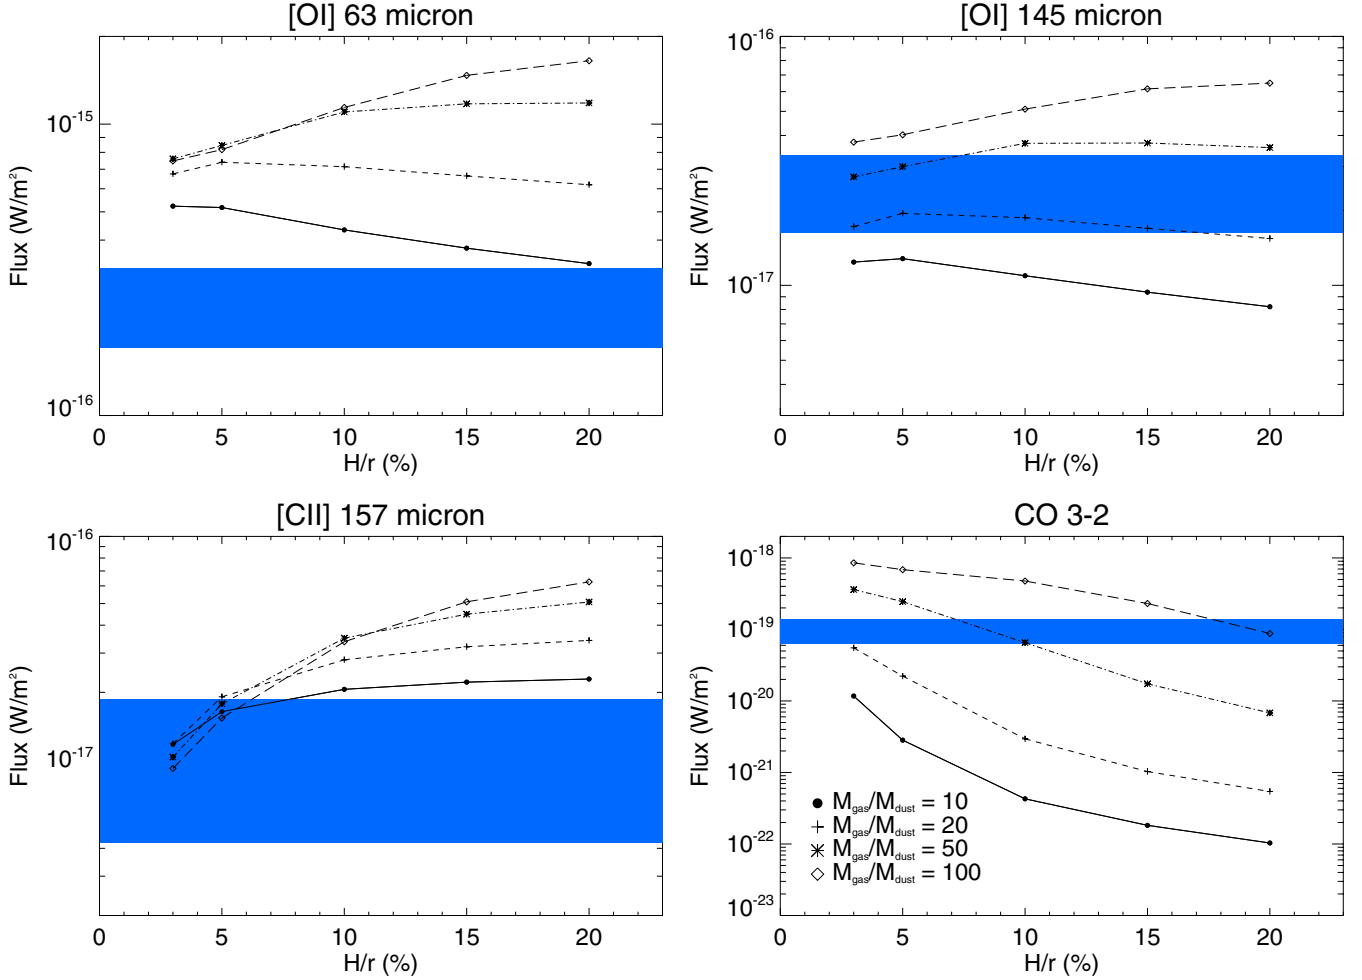 [OI] 63 micron
10⁻¹⁵
10⁻¹⁶
Flux (W/m²)
0 5 10 15 20
H/r (%)
[OI] 145 micron
10⁻¹⁶
10⁻¹⁷
Flux (W/m²)
0 5 10 15 20
H/r (%)
[CII] 157 micron
10⁻¹⁶
10⁻¹⁷
Flux (W/m²)
0 5 10 15 20
H/r (%)
CO 3-2
10⁻¹⁸
10⁻¹⁹
10⁻²⁰
10⁻²¹
10⁻²²
10⁻²³
Flux (W/m²)
M_gas/M_dust = 10
M_gas/M_dust = 20
M_gas/M_dust = 50
M_gas/M_dust = 100
0 5 10 15 20
H/r (%)